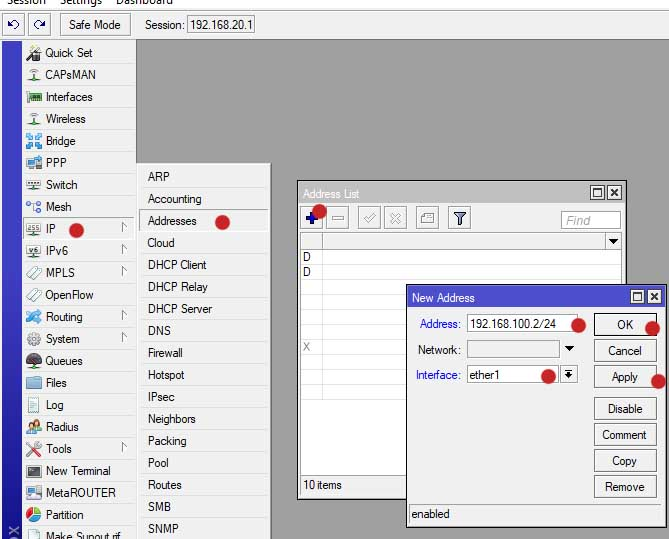 Session Settings Dashboard
Safe Mode
Session: 192.168.20.1
Quick Set
CAPsMAN
Interfaces
Wireless
Bridge
PPP
Switch
Mesh
IP
IPv6
MPLS
OpenFlow
Routing
System
Queues
Files
Log
Radius
Tools
New Terminal
MetaROUTER
Partition
Make Supout.rif
ARP
Accounting
Addresses
Cloud
DHCP Client
DHCP Relay
DHCP Server
DNS
Firewall
Hotspot
IPsec
Neighbors
Packing
Pool
Routes
SMB
SNMP
Address List
Find
D
D
X
10 items
New Address
Address: 192.168.100.2/24
Network:
Interface: ether1
OK
Cancel
Apply
Disable
Comment
Copy
Remove
enabled